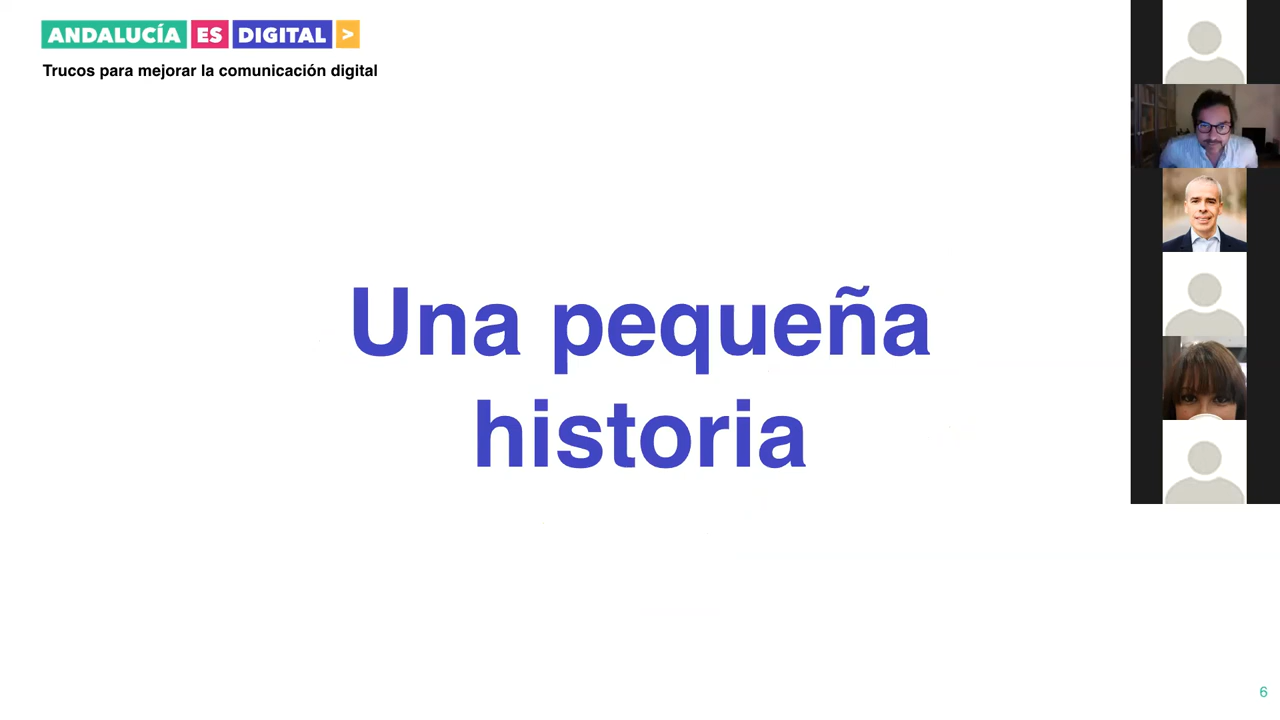 ANDALUCÍA ES DIGITAL >
Trucos para mejorar la comunicación digital
Una pequeña
historia
6